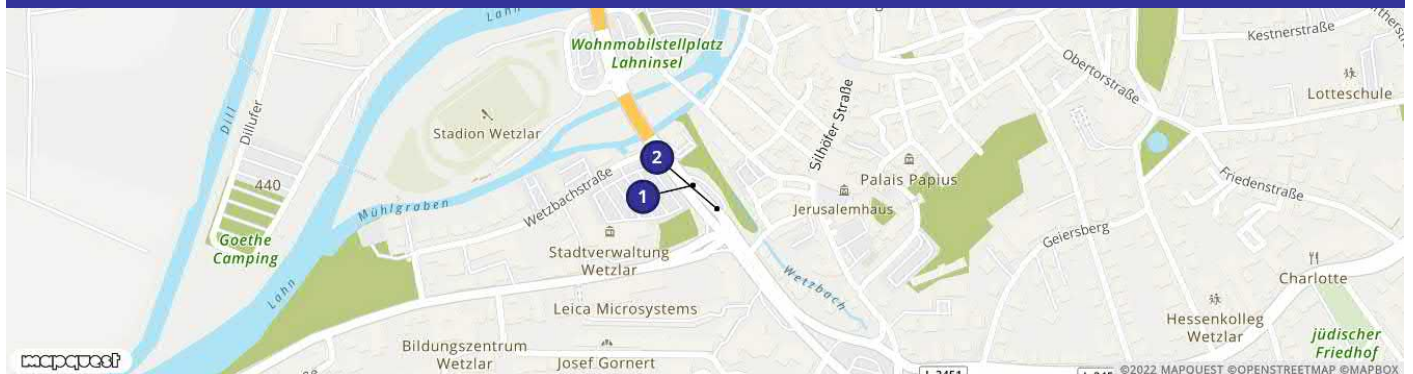 Lahn
Wohnmobilstellplatz
Lahninsel
Kestnerstraße
Obertorstraße
Lotteschule
Dill
Dillufer
Stadion Wetzlar
Silhöfer Straße
2
Palais Papius
440
1
Wetzbachstraße
Mühlgraben
Jerusalemhaus
Friedenstraße
Goethe
Camping
Stadtverwaltung
Wetzlar
Geiersberg
Lahn
Wetzbach
Charlotte
Leica Microsystems
Hessenkolleg
Wetzlar
Bildungszentrum
Wetzlar
Josef Gornert
jüdischer
Friedhof
mapquest
©2022 MAPQUEST ©OPENSTREETMAP ©MAPBOX